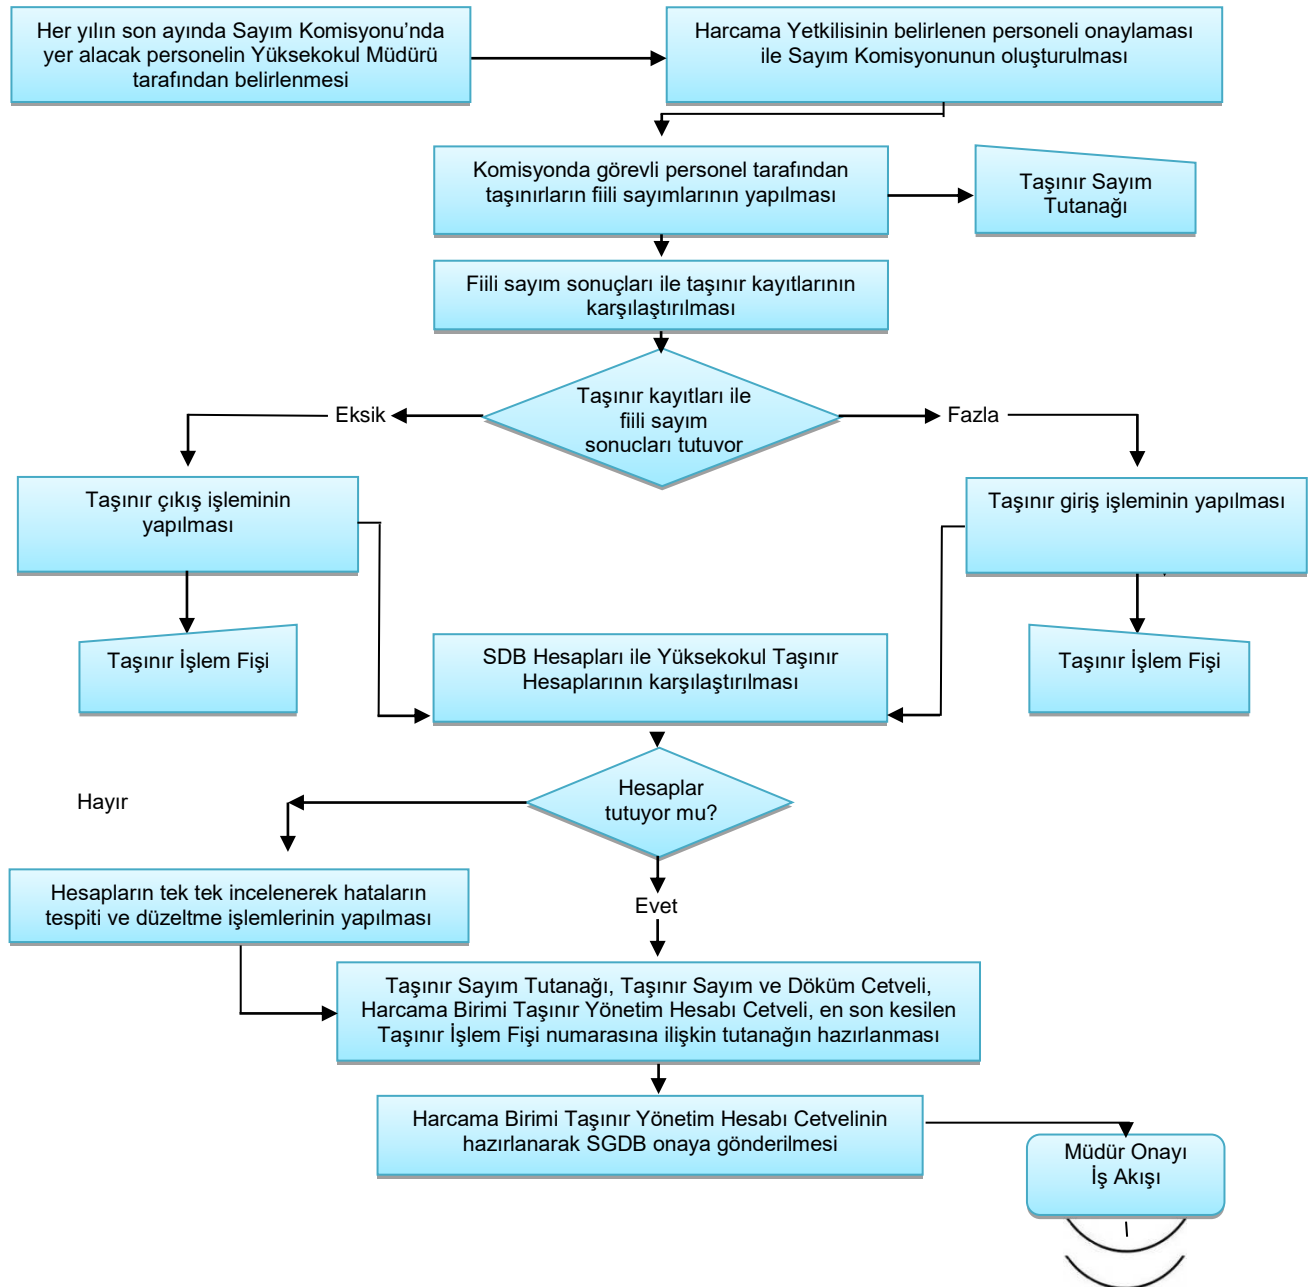 Her yılın son ayında Sayım Komisyonu'nda
yer alacak personelin Yüksekokul Müdürü
tarafından belirlenmesi
Harcama Yetkilisinin belirlenen personeli onaylaması
ile Sayım Komisyonunun oluşturulması
Komisyonda görevli personel tarafından
taşınırların fiili sayımlarının yapılması
Taşınır Sayım
Tutanağı
Fiili sayım sonuçları ile taşınır kayıtlarının
karşılaştırılması
Taşınır kayıtları ile
fiili sayım
sonucları tutuvor
Eksik
Fazla
Taşınır çıkış işleminin
yapılması
Taşınır giriş işleminin yapılması
Taşınır İşlem Fişi
SDB Hesapları ile Yüksekokul Taşınır
Hesaplarının karşılaştırılması
Taşınır İşlem Fişi
Hesaplar
tutuyor mu?
Hayır
Hesapların tek tek incelenerek hataların
tespiti ve düzeltme işlemlerinin yapılması
Evet
Taşınır Sayım Tutanağı, Taşınır Sayım ve Döküm Cetveli,
Harcama Birimi Taşınır Yönetim Hesabı Cetveli, en son kesilen
Taşınır İşlem Fişi numarasına ilişkin tutanağın hazırlanması
Harcama Birimi Taşınır Yönetim Hesabı Cetvelinin
hazırlanarak SGDB onaya gönderilmesi
Müdür Onayı
İş Akışı